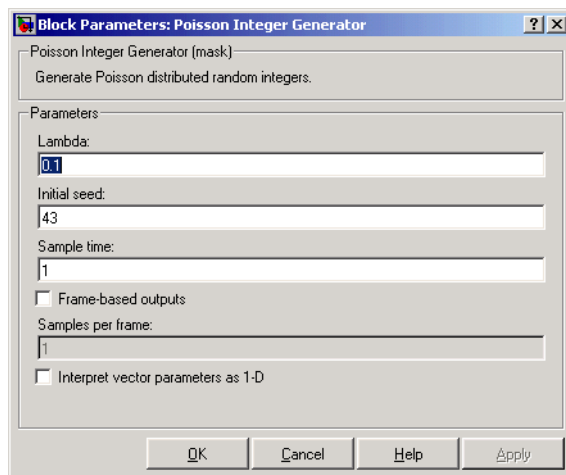 Block Parameters: Poisson Integer Generator
Poisson Integer Generator (mask)
Generate Poisson distributed random integers.
Parameters
Lambda:
0.1
Initial seed:
43
Sample time:
1
Frame-based outputs
Samples per frame:
1
Interpret vector parameters as 1-D
OK Cancel Help Apply